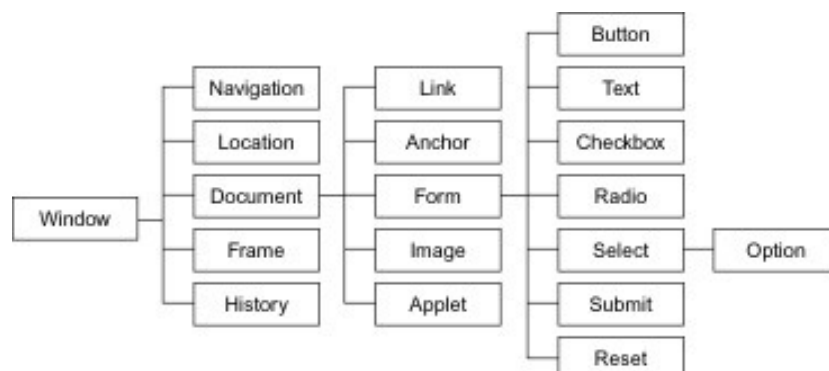 Window
Navigation
Location
Document
Frame
History
Link
Anchor
Form
Image
Applet
Button
Text
Checkbox
Radio
Select
Submit
Reset
Option